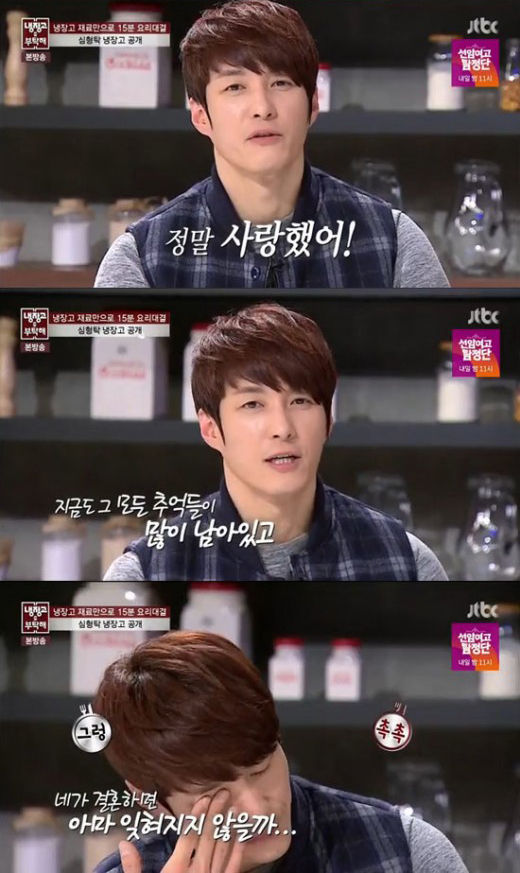 냉장고를 부탁해
본방송
냉장고 재료만으로 15분 요리대결
심형탁 냉장고 공개
jtbc
선암여고
탐정단
내일 밤 11시
정말 사랑했어!
냉장고를 부탁해
본방송
냉장고 재료만으로 15분 요리대결
심형탁 냉장고 공개
jtbc
선암여고
탐정단
내일 밤 11시
지금도 그 모든 추억들이
많이 남아있고
냉장고를 부탁해
본방송
냉장고 재료만으로 15분 요리대결
심형탁 냉장고 공개
jtbc
선암여고
탐정단
내일 밤 11시
그렁
촉촉
네가 결혼하면
아마 잊혀지지 않을까...